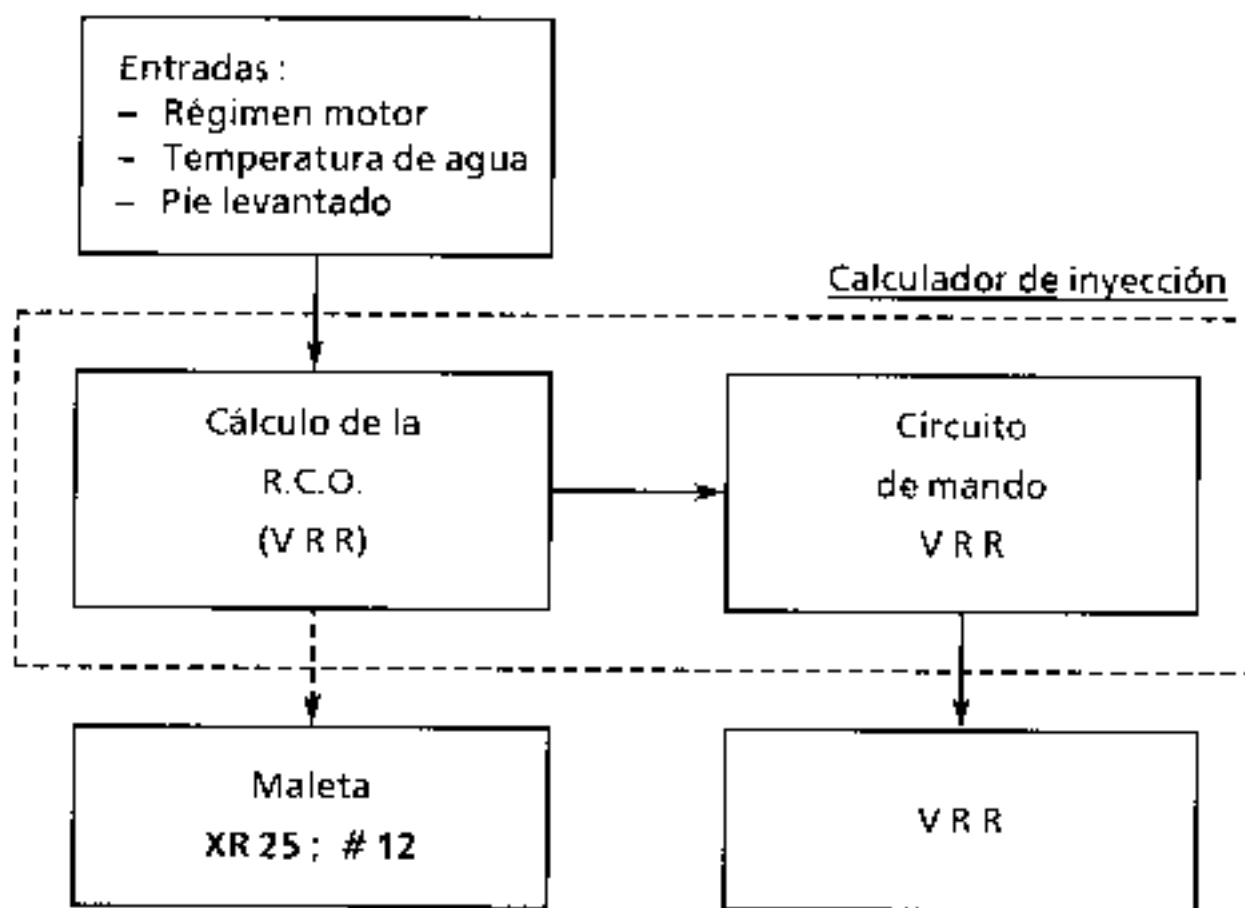 Entradas :
– Régimen motor
– Temperatura de agua
– Pie levantado
Calculador de inyección
Cálculo de la
R.C.O.
(V R R)
Circuito
de mando
V R R
Maleta
XR 25 ; # 12
V R R